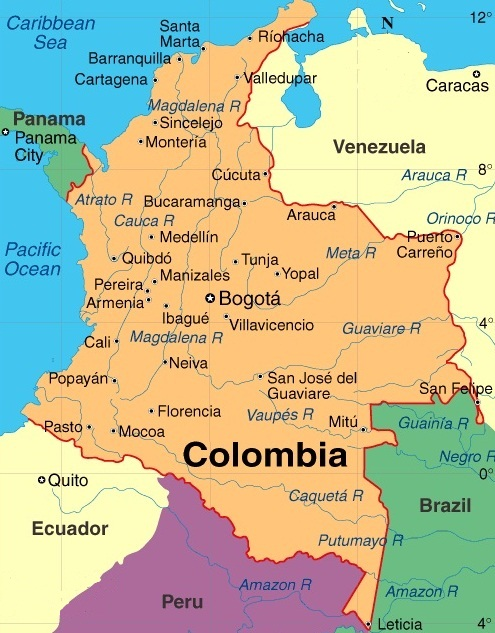 Caribbean
Sea
Santa
Marta
Ríohacha
N
12°
Barranquilla
Cartagena
Valledupar
Caracas
Magdalena R
Panama
Panama
City
Sincelejo
Montería
Venezuela
8°
Cúcuta
Arauca R
Atrato R
Bucaramanga
Arauca
Orinoco R
Cauca R
Medellín
Puerto
Carreño
Pacific
Ocean
Meta R
Quibdó
Tunja
Manizales
Yopal
Pereira
Armenia
Bogotá
Ibagué
Villavicencio
4°
Guaviare R
Cali
Magdalena R
Neiva
Popayán
San José del
Guaviare
San Felipe
Florencia
Vaupés R
Mitú
Guainía R
Pasto
Mocoa
Colombia
Negro R
0°
Quito
Caquetá R
Brazil
Ecuador
Putumayo R
Amazon R
Amazon R
Peru
Leticia
4°